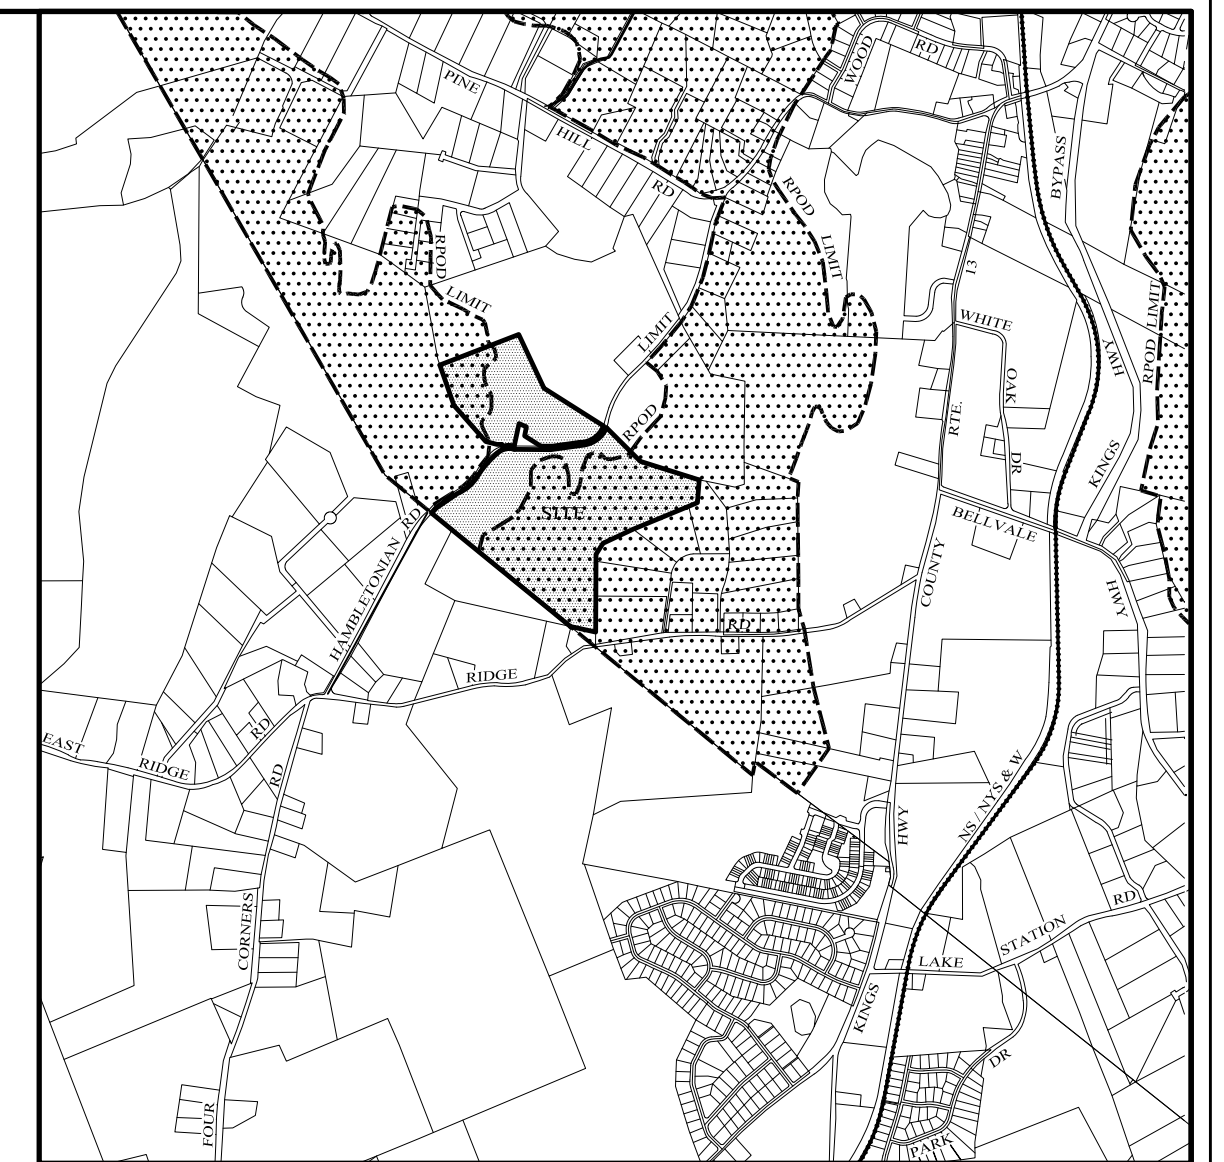 WOOD
RD
PINE
HILL
RD
BYPASS
HWY
KINGS
RPOD
LIMIT
RPOD
LIMIT
RPOD LIMIT
13
RTE.
COUNTY
HWY
WHITE
OAK
DR
LIMIT
RPOD
SITE
BELLVALE
HWY
HAMBLETONIAN RD
RD
RIDGE
EAST
RIDGE
RD
RD
CORNERS
FOUR
NS / NYS & W
LAKE
STATION
RD
KINGS
DR
PARK